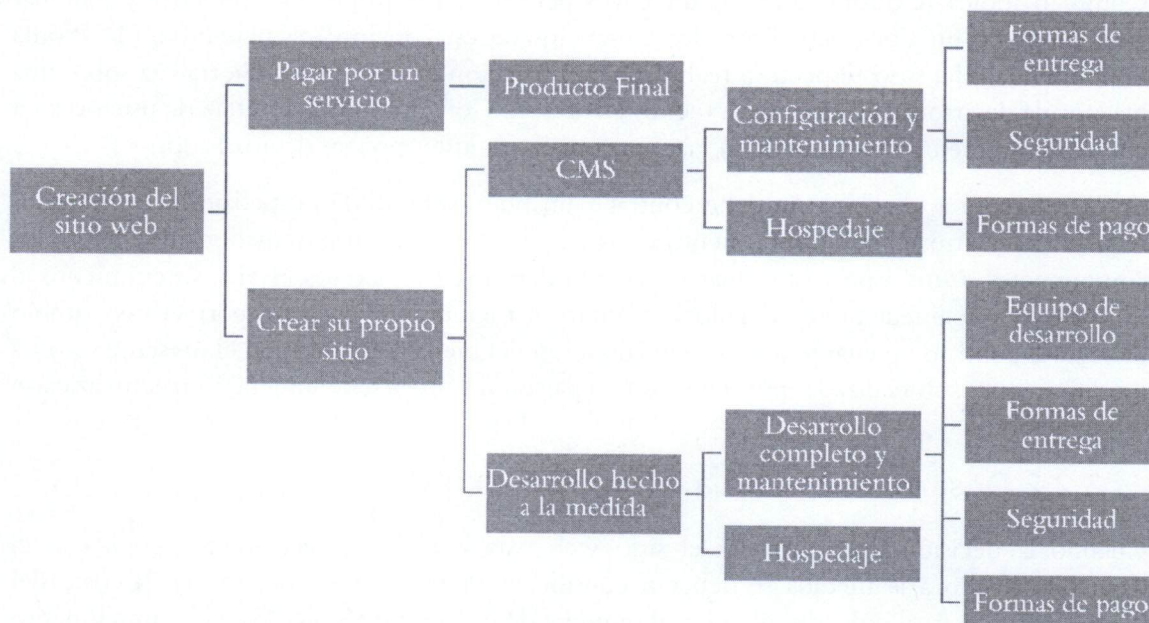 Creación del
sitio web
Pagar por un
servicio
Producto Final
Crear su propio
sitio
CMS
Configuración y
mantenimiento
Formas de
entrega
Seguridad
Formas de pago
Hospedaje
Desarrollo hecho
a la medida
Desarrollo
completo y
mantenimiento
Equipo de
desarrollo
Formas de
entrega
Seguridad
Formas de pago
Hospedaje